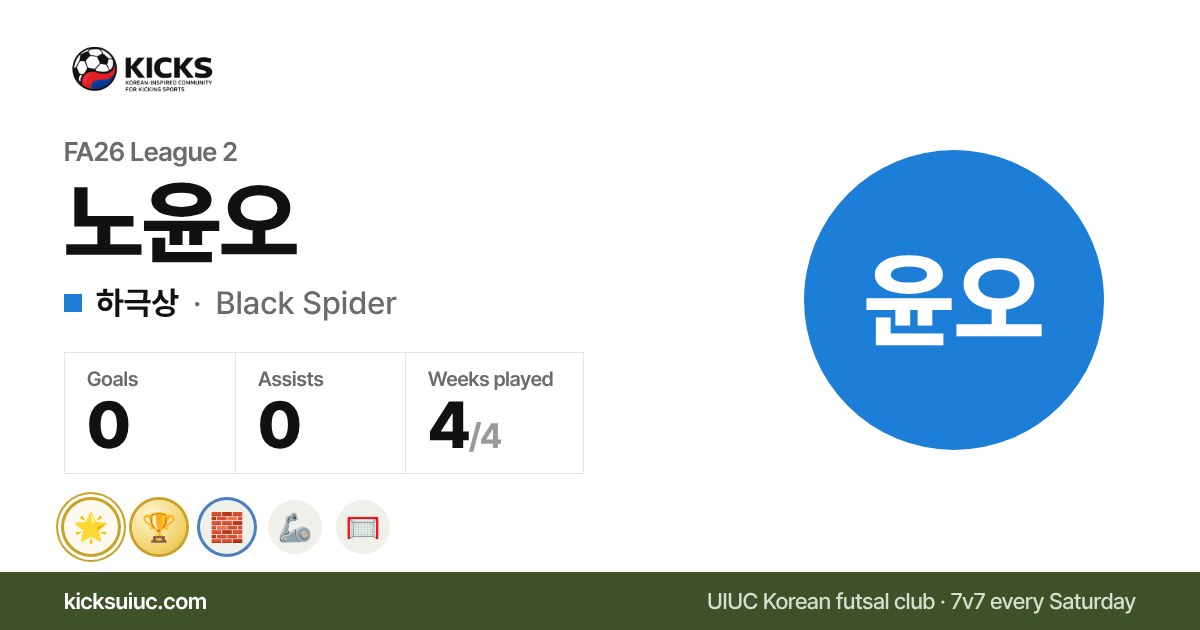 KICKS
KOREAN-INSPIRED COMMUNITY
FOR KICKING SPORTS
FA26 League 2
노윤오
하극상 · Black Spider
Goals
0
Assists
0
Weeks played
4/4
윤오
kicksuiuc.com
UIUC Korean futsal club · 7v7 every Saturday